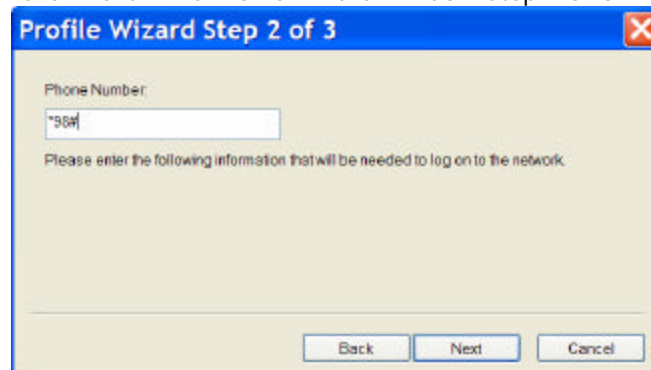 Profile Wizard Step 2 of 3
Phone Number:
*98#
Please enter the following information that will be needed to log on to the network.
Back Next Cancel